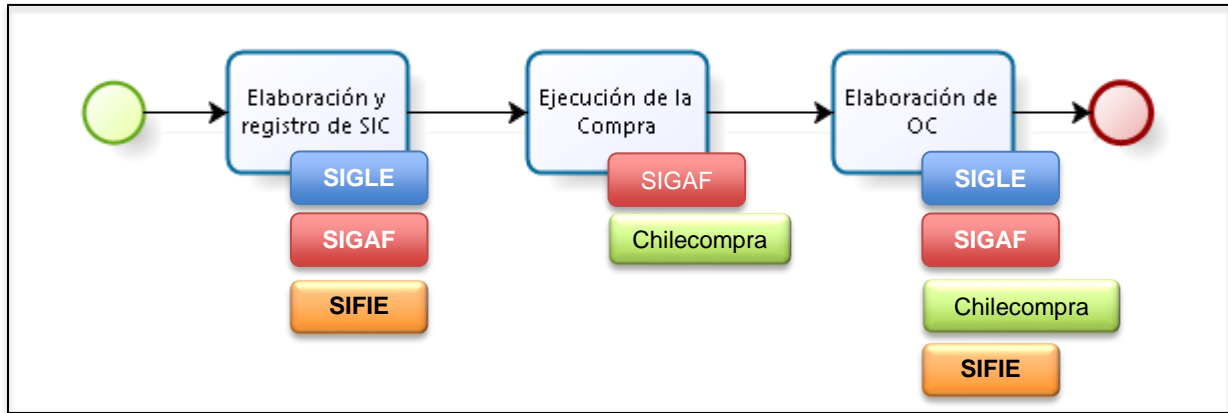 Elaboración y
registro de SIC
SIGLE
SIGAF
SIFIE
Ejecución de la
Compra
SIGAF
Chilecompra
Elaboración de
OC
SIGLE
SIGAF
Chilecompra
SIFIE